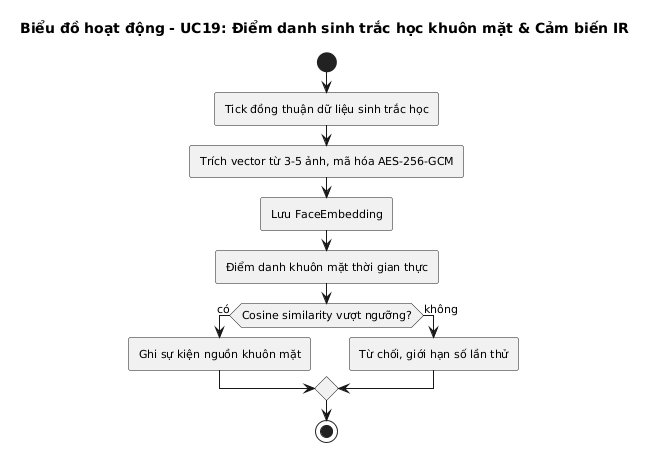 Biểu đồ hoạt động - UC19: Điểm danh sinh trắc học khuôn mặt & Cảm biến IR
Tick đồng thuận dữ liệu sinh trắc học
Trích vector từ 3-5 ảnh, mã hóa AES-256-GCM
Lưu FaceEmbedding
Điểm danh khuôn mặt thời gian thực
có
Cosine similarity vượt ngưỡng?
không
Ghi sự kiện nguồn khuôn mặt
Từ chối, giới hạn số lần thử